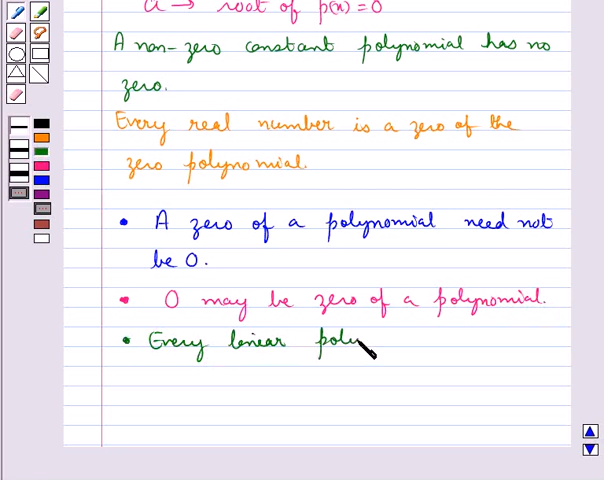 a → root of p(x) = 0
A non-zero constant polynomial has no
zero.
Every real number is a zero of the
zero polynomial.
• A zero of a polynomial need not
be 0.
• 0 may be zero of a polynomial.
• Every linear poly